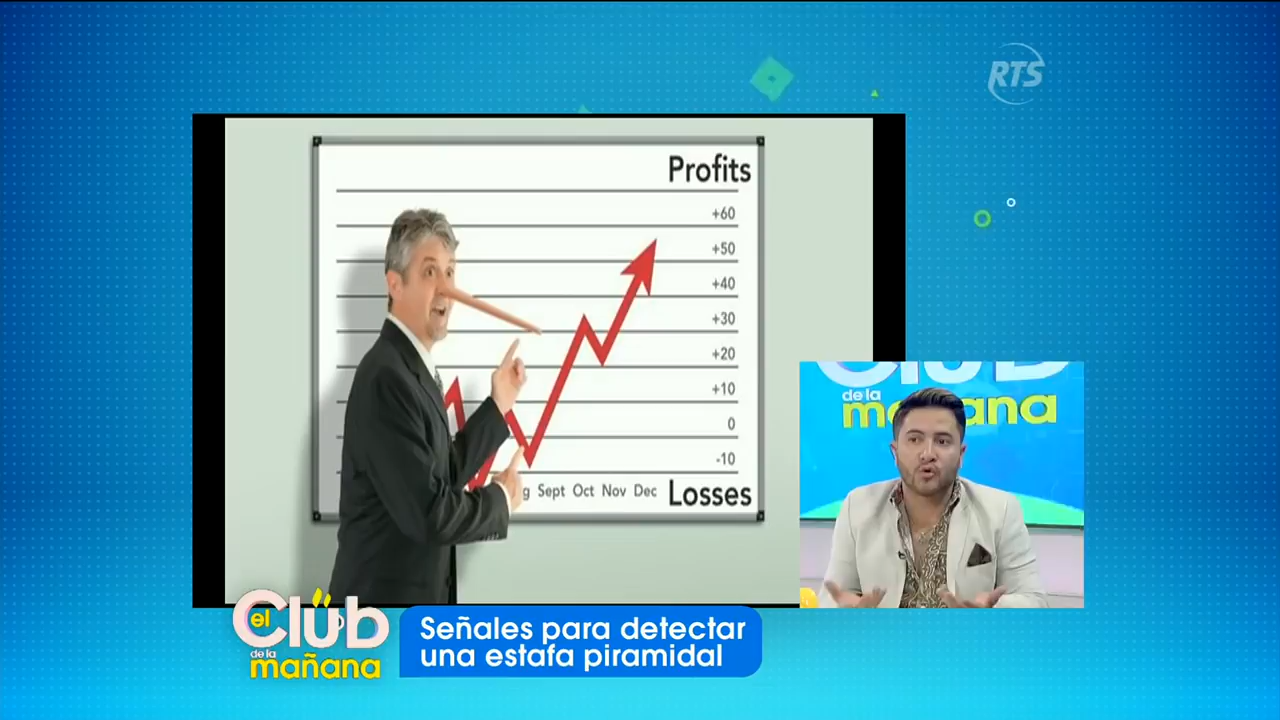 RTS
Profits
+60
+50
+40
+30
+20
+10
0
-10
g Sept Oct Nov Dec
Losses
Club
de la
mañana
el Club
de la
mañana
Señales para detectar
una estafa piramidal